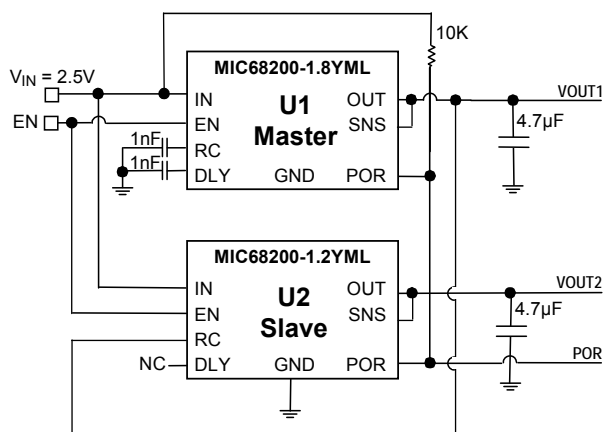 10K
MIC68200-1.8YML
VIN = 2.5V
IN
U1
OUT
VOUT1
EN
EN
Master
SNS
1nF
RC
4.7µF
1nF
DLY
GND
POR
MIC68200-1.2YML
IN
U2
OUT
VOUT2
EN
Slave
SNS
4.7µF
RC
NC
DLY
GND
POR
POR